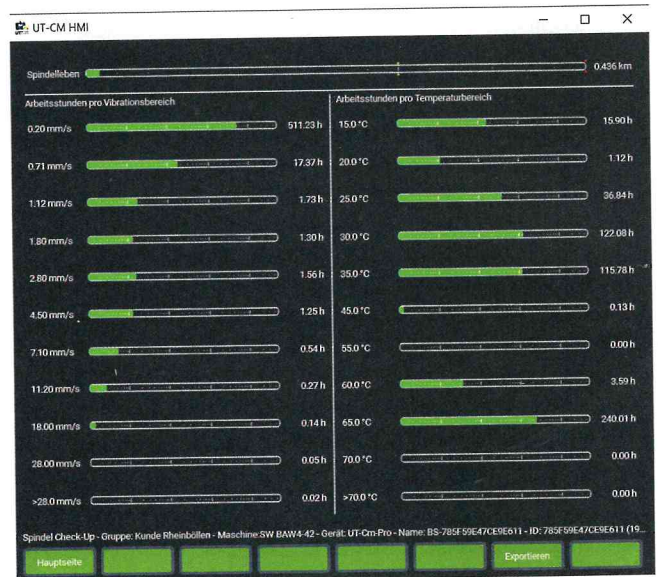 UT-CM HMI
Spindelleben 0.436 km
Arbeitsstunden pro Vibrationsbereich Arbeitsstunden pro Temperaturbereich
0.20 mm/s 511.23 h 15.0 °C 15.90 h
0.71 mm/s 17.37 h 20.0 °C 1.12 h
1.12 mm/s 1.73 h 25.0 °C 36.84 h
1.80 mm/s 1.30 h 30.0 °C 122.08 h
2.80 mm/s 1.56 h 35.0 °C 115.78 h
4.50 mm/s 1.25 h 45.0 °C 0.13 h
7.10 mm/s 0.54 h 55.0 °C 0.00 h
11.20 mm/s 0.27 h 60.0 °C 3.59 h
18.00 mm/s 0.14 h 65.0 °C 240.01 h
28.00 mm/s 0.05 h 70.0 °C 0.00 h
>28.0 mm/s 0.02 h >70.0 °C 0.00 h
Spindel Check-Up - Gruppe: Kunde Rheinböllen - Maschine:SW BAW4-42 - Gerät: UT-Cm-Pro - Name: BS-785F59E47CE9E611 - ID: 785F59E47CE9E611 (19...
Hauptseite Exportieren